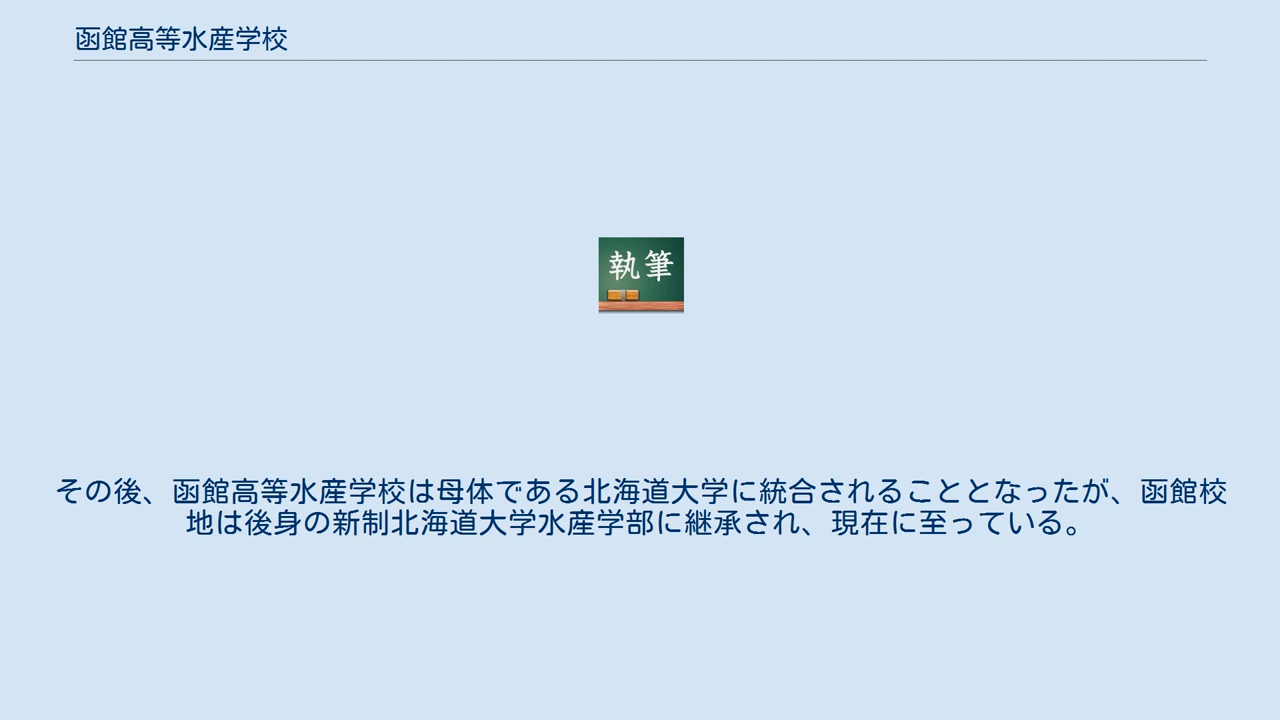 函館高等水産学校
執筆
その後、函館高等水産学校は母体である北海道大学に統合されることとなったが、函館校
地は後身の新制北海道大学水産学部に継承され、現在に至っている。